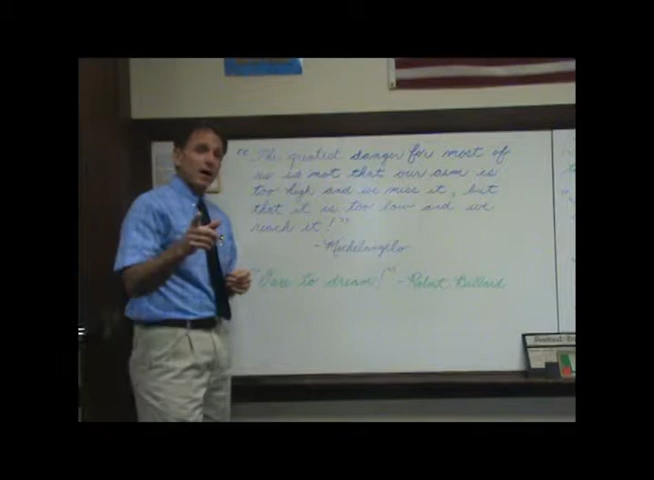 "The greatest danger for most of
us is not that our aim is
too high and we miss it, but
that it is too low and we
reach it!"
-Michelangelo
"Dare to dream!" -Robert Ballard